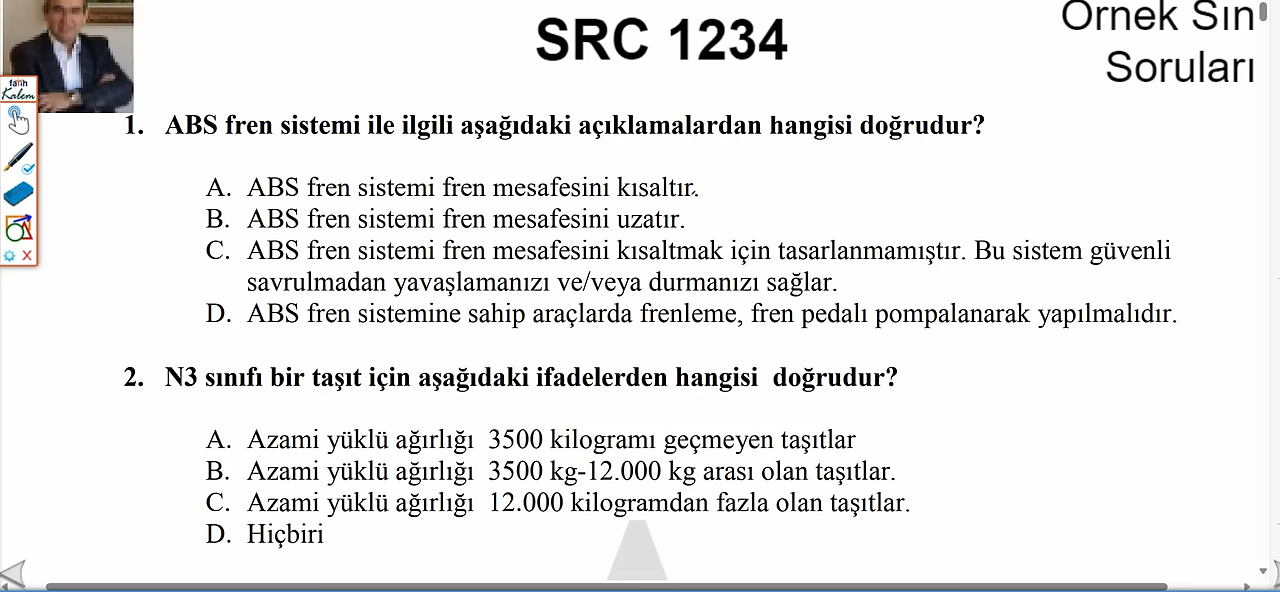 SRC 1234
Örnek Sın
Soruları
fatih
Kalem
1. ABS fren sistemi ile ilgili aşağıdaki açıklamalardan hangisi doğrudur?
A. ABS fren sistemi fren mesafesini kısaltır.
B. ABS fren sistemi fren mesafesini uzatır.
C. ABS fren sistemi fren mesafesini kısaltmak için tasarlanmamıştır. Bu sistem güvenli
savrulmadan yavaşlamanızı ve/veya durmanızı sağlar.
D. ABS fren sistemine sahip araçlarda frenleme, fren pedalı pompalanarak yapılmalıdır.
2. N3 sınıfı bir taşıt için aşağıdaki ifadelerden hangisi doğrudur?
A. Azami yüklü ağırlığı 3500 kilogramı geçmeyen taşıtlar
B. Azami yüklü ağırlığı 3500 kg-12.000 kg arası olan taşıtlar.
C. Azami yüklü ağırlığı 12.000 kilogramdan fazla olan taşıtlar.
D. Hiçbiri